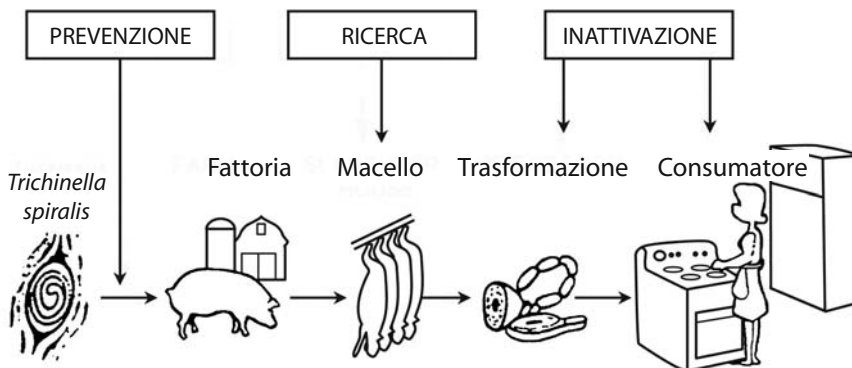 PREVENZIONE RICERCA INATTIVAZIONE
Fattoria Macello Trasformazione Consumatore
Trichinella
spiralis